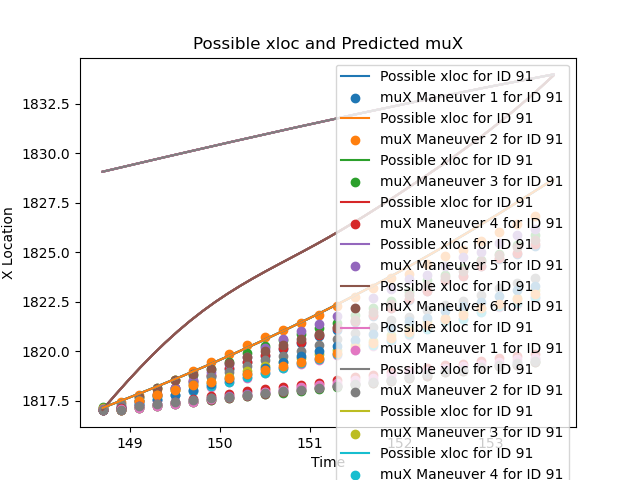 Possible xloc and Predicted muX
X Location
1832.5
1830.0
1827.5
1825.0
1822.5
1820.0
1817.5
149
150
151
152
153
Time
Possible xloc for ID 91
muX Maneuver 1 for ID 91
Possible xloc for ID 91
muX Maneuver 2 for ID 91
Possible xloc for ID 91
muX Maneuver 3 for ID 91
Possible xloc for ID 91
muX Maneuver 4 for ID 91
Possible xloc for ID 91
muX Maneuver 5 for ID 91
Possible xloc for ID 91
muX Maneuver 6 for ID 91
Possible xloc for ID 91
muX Maneuver 1 for ID 91
Possible xloc for ID 91
muX Maneuver 2 for ID 91
Possible xloc for ID 91
muX Maneuver 3 for ID 91
Possible xloc for ID 91
muX Maneuver 4 for ID 91